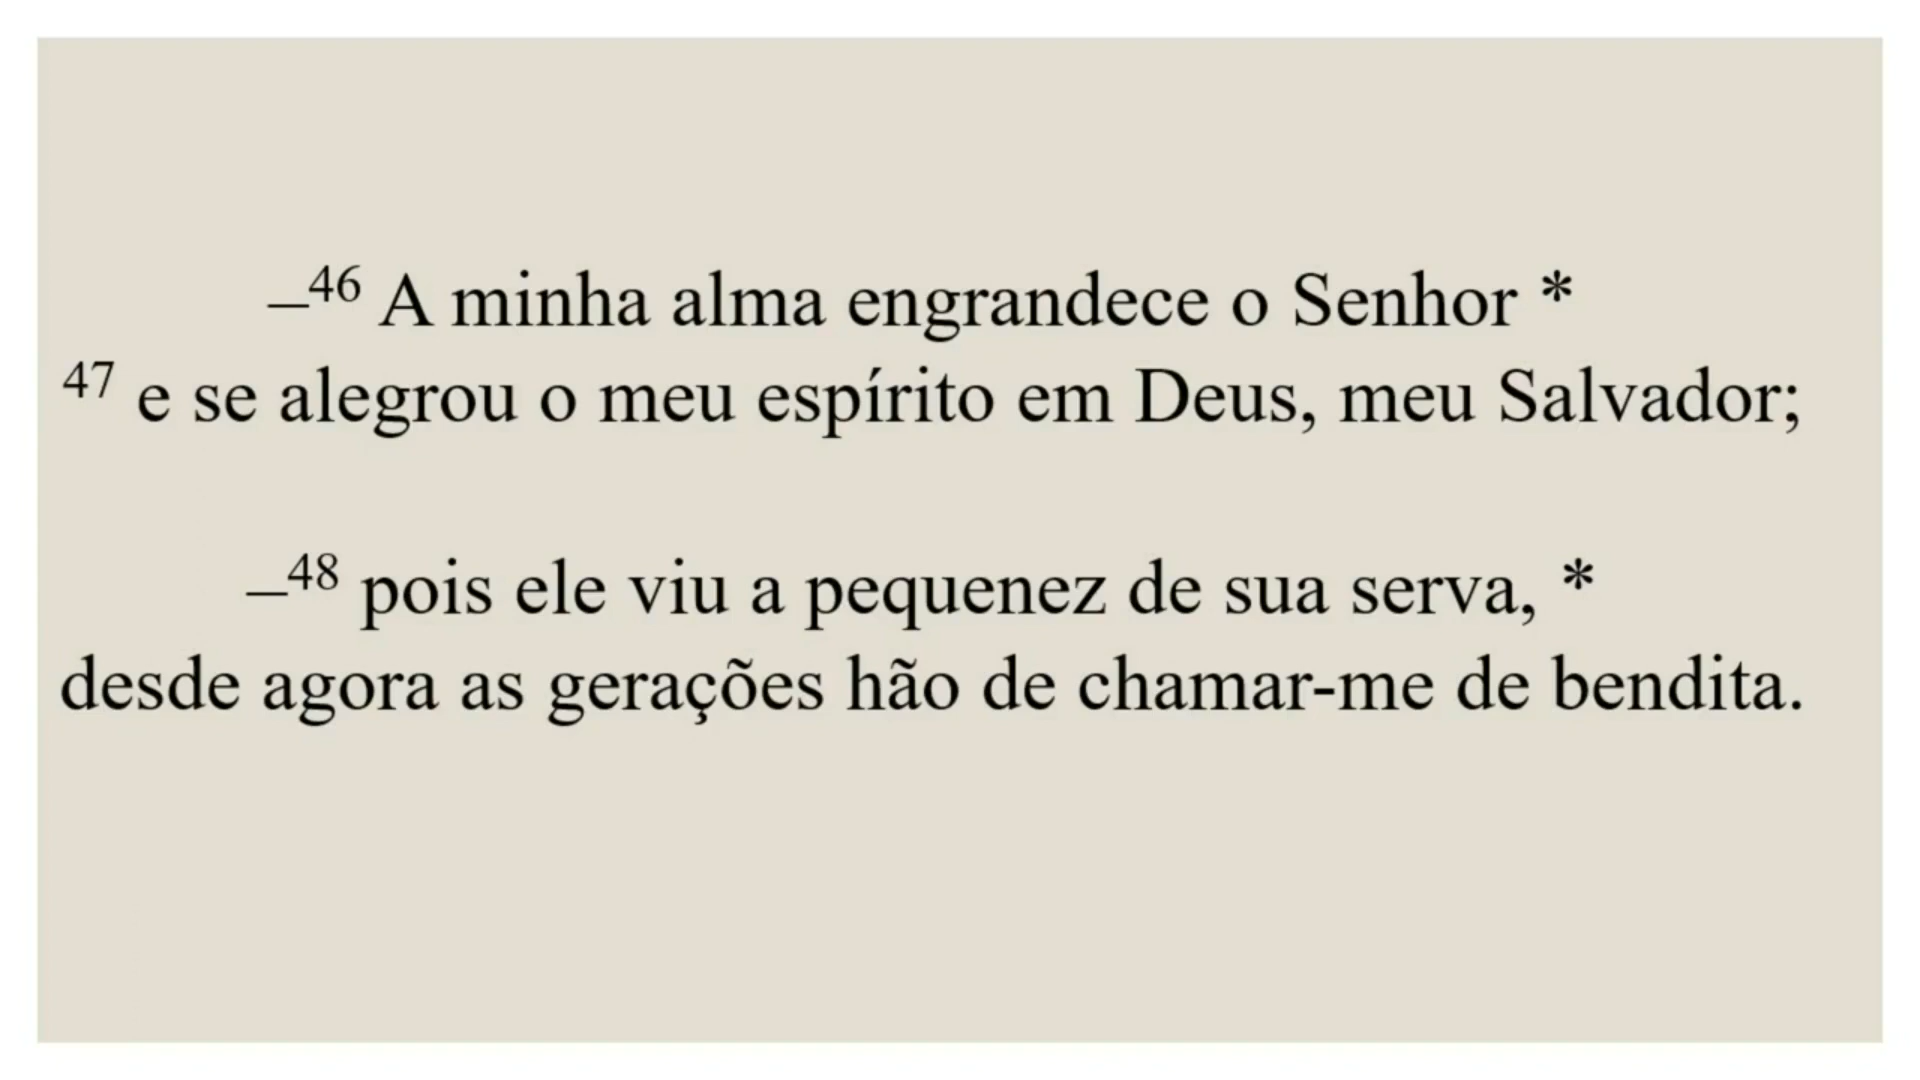 –46 A minha alma engrandece o Senhor *
47 e se alegrou o meu espírito em Deus, meu Salvador;
–48 pois ele viu a pequenez de sua serva, *
desde agora as gerações hão de chamar-me de bendita.